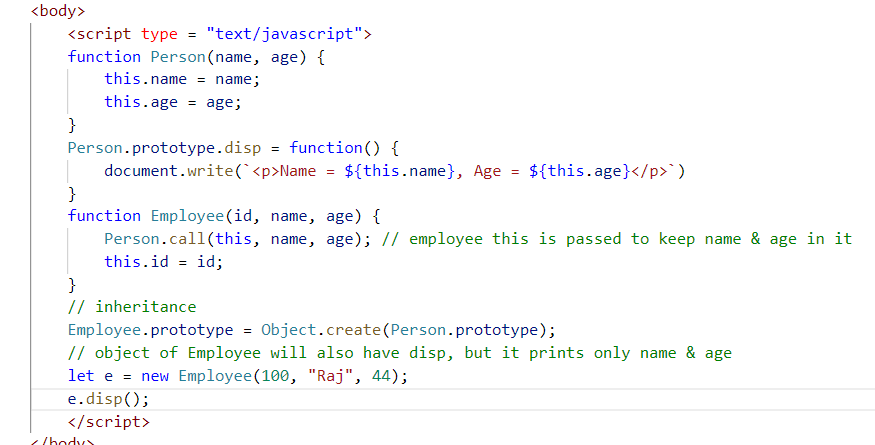 <body>
<script type = "text/javascript">
function Person(name, age) {
this.name = name;
this.age = age;
}
Person.prototype.disp = function() {
document.write(`<p>Name = ${this.name}, Age = ${this.age}</p>`)
}
function Employee(id, name, age) {
Person.call(this, name, age); // employee this is passed to keep name & age in it
this.id = id;
}
// inheritance
Employee.prototype = Object.create(Person.prototype);
// object of Employee will also have disp, but it prints only name & age
let e = new Employee(100, "Raj", 44);
e.disp();
</script>
</body>